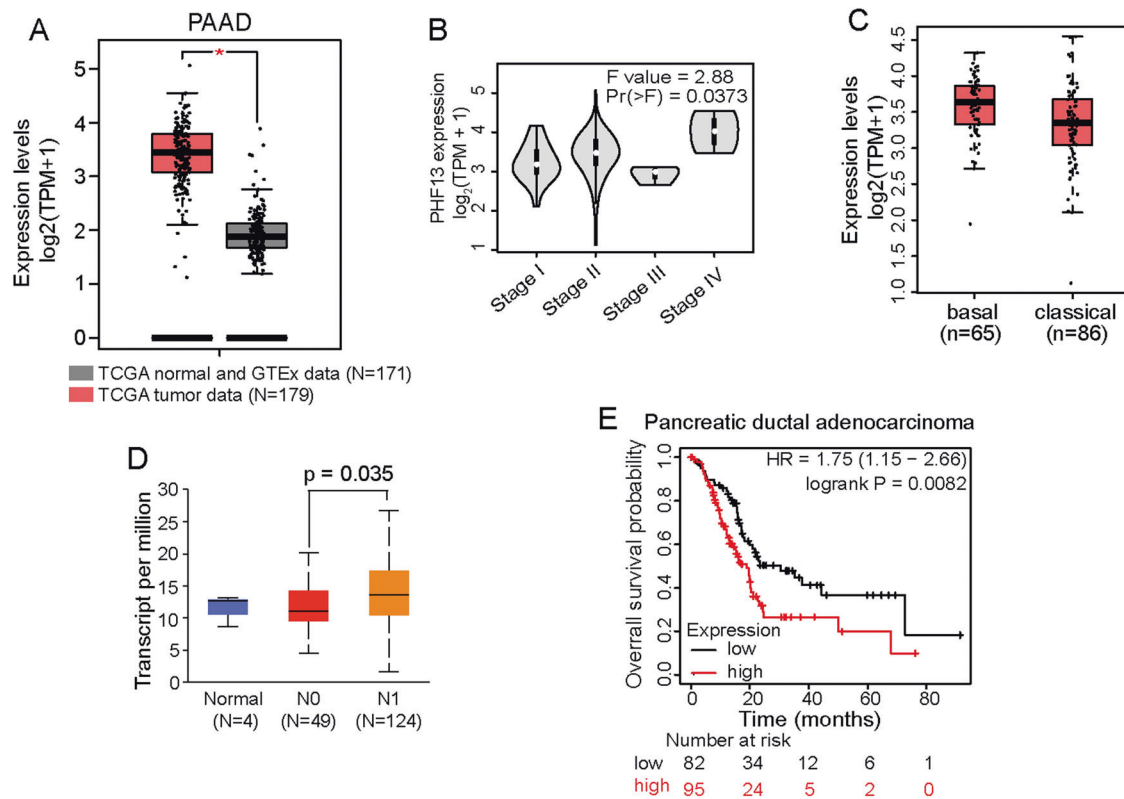 A
PAAD
*
Expression levels
log2(TPM+1)
5
4
3
2
1
0
TCGA normal and GTEx data (N=171)
TCGA tumor data (N=179)
B
F value = 2.88
Pr(>F) = 0.0373
PHF13 expression
log2(TPM + 1)
5
4
3
2
1
Stage I
Stage II
Stage III
Stage IV
C
Expression levels
log2(TPM+1)
4.5
4.0
3.5
3.0
2.5
2.0
1.5
1.0
basal
(n=65)
classical
(n=86)
D
p = 0.035
Transcript per million
30
25
20
15
10
5
0
Normal
(N=4)
N0
(N=49)
N1
(N=124)
E
Pancreatic ductal adenocarcinoma
HR = 1.75 (1.15 − 2.66)
logrank P = 0.0082
Overrall survival probability
1.0
0.8
0.6
0.4
0.2
0.0
Expression
low
high
0 20 40 60 80
Time (months)
Number at risk
low 82 34 12 6 1
high 95 24 5 2 0